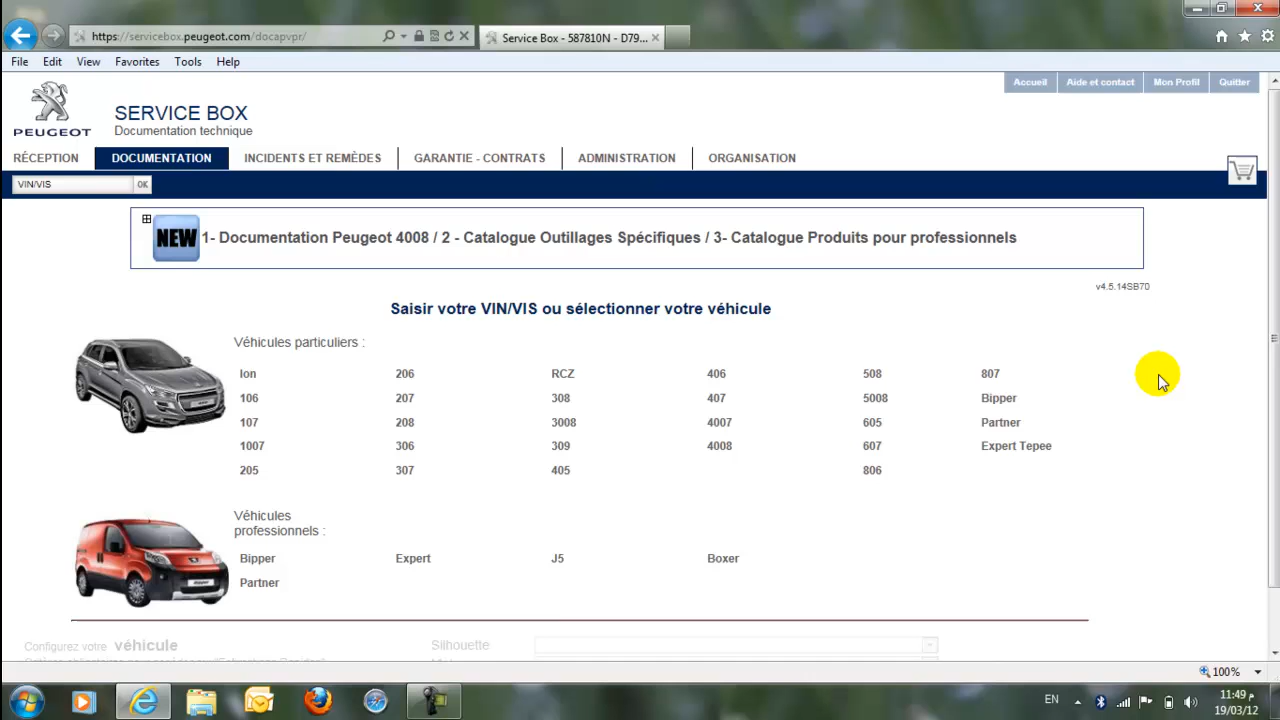 https://servicebox.peugeot.com/docapvpr/
Service Box - 587810N - D79...
File Edit View Favorites Tools Help
Accueil Aide et contact Mon Profil Quitter
PEUGEOT
SERVICE BOX
Documentation technique
RÉCEPTION DOCUMENTATION INCIDENTS ET REMÈDES GARANTIE - CONTRATS ADMINISTRATION ORGANISATION
VIN/VIS OK
NEW 1- Documentation Peugeot 4008 / 2 - Catalogue Outillages Spécifiques / 3- Catalogue Produits pour professionnels
v4.5.14SB70
Saisir votre VIN/VIS ou sélectionner votre véhicule
Véhicules particuliers :
Ion 206 RCZ 406 508 807
106 207 308 407 5008 Bipper
107 208 3008 4007 605 Partner
1007 306 309 4008 607 Expert Tepee
205 307 405 806
Véhicules
professionnels :
Bipper Expert J5 Boxer
Partner
Configurez votre véhicule Silhouette
100%
EN
11:49 م
19/03/12